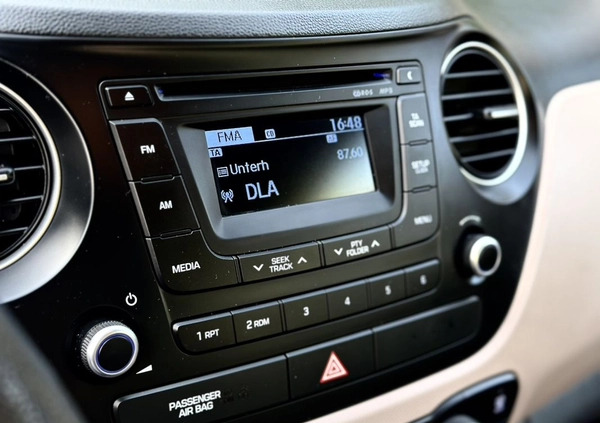 MP3
FMA CD 16:48
TA
Unterh 87.60
DLA
FM
AM
MEDIA
TA
SCAN
SETUP
MENU
SEEK
TRACK
PTY
FOLDER
1 RPT 2 RDM 3 4 5 6
PASSENGER
AIR BAG